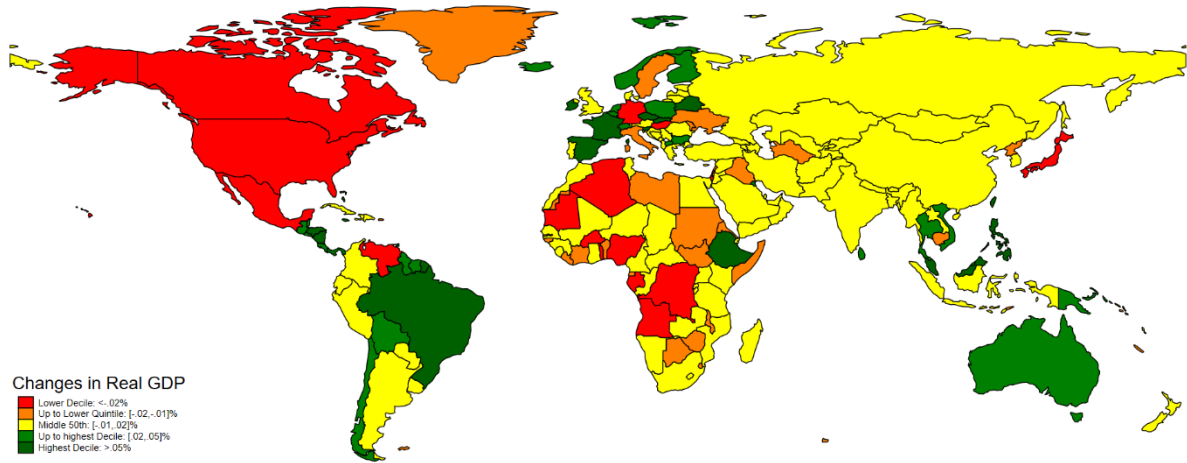 Changes in Real GDP
Lower Decile: <-.02%
Up to Lower Quintile: [-.02,-.01]%
Middle 50th: [-.01,.02]%
Up to highest Decile: [.02,.05]%
Highest Decile: >.05%